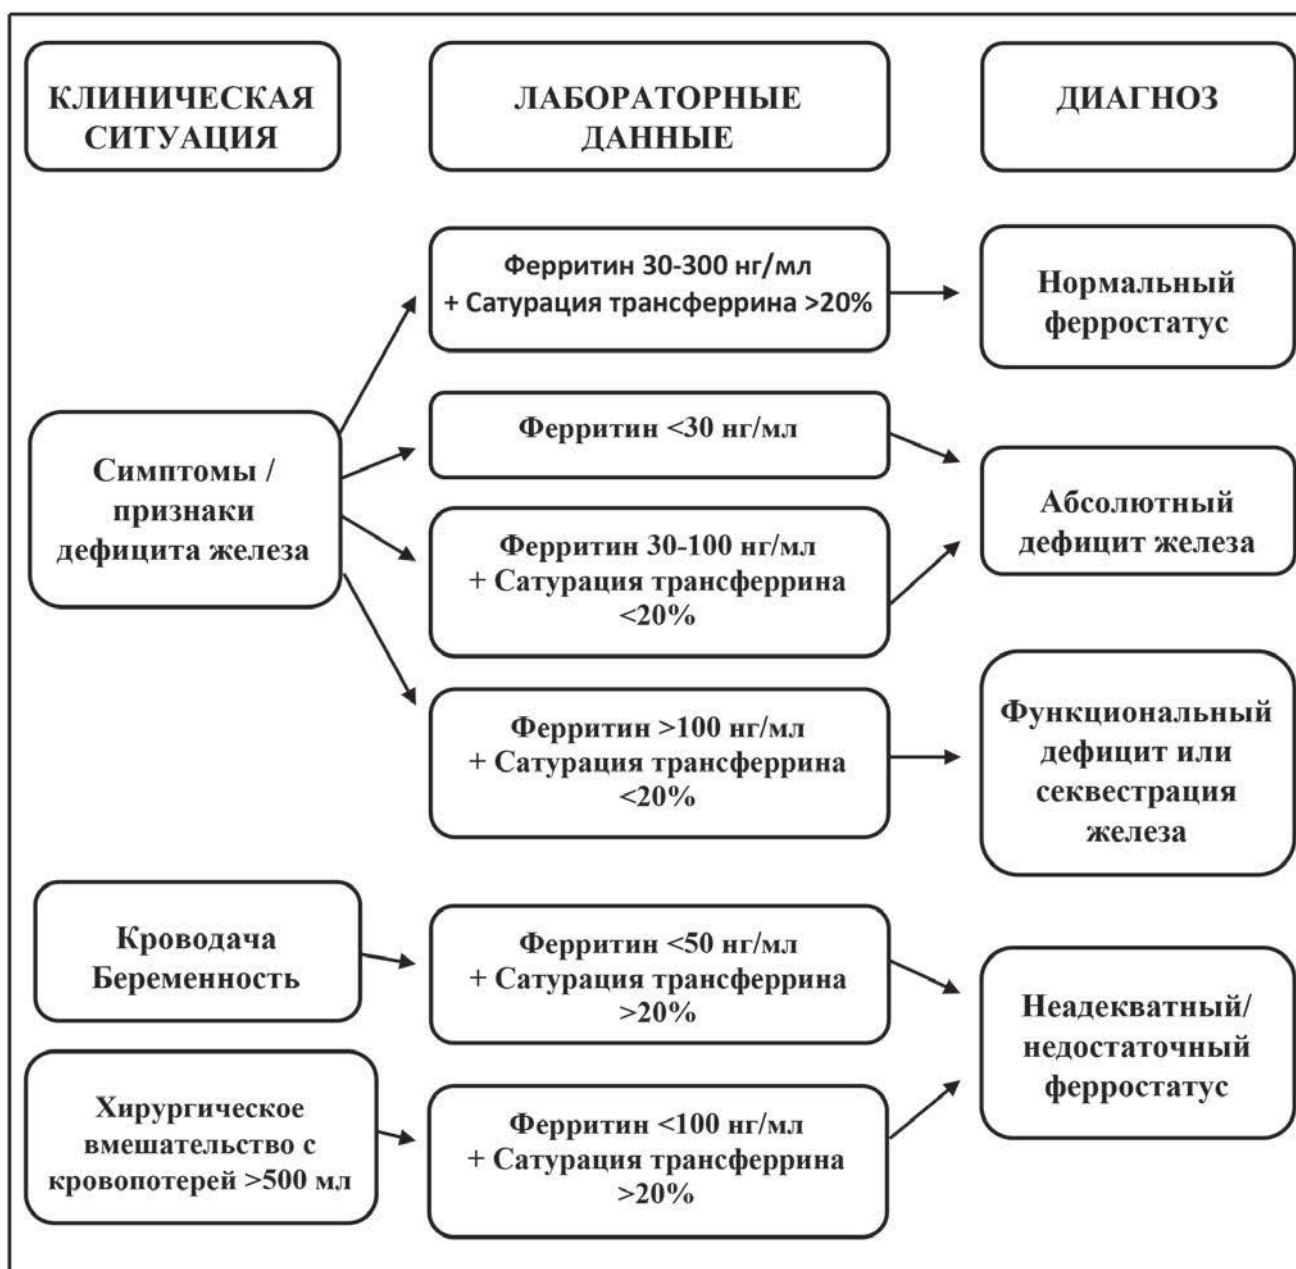 КЛИНИЧЕСКАЯ
СИТУАЦИЯ
ЛАБОРАТОРНЫЕ
ДАННЫЕ
ДИАГНОЗ
Симптомы /
признаки
дефицита железа
Ферритин 30-300 нг/мл
+ Сатурация трансферрина >20%
Нормальный
ферростатус
Ферритин <30 нг/мл
Ферритин 30-100 нг/мл
+ Сатурация трансферрина
<20%
Абсолютный
дефицит железа
Ферритин >100 нг/мл
+ Сатурация трансферрина
<20%
Функциональный
дефицит или
секвестрация
железа
Кроводача
Беременность
Ферритин <50 нг/мл
+ Сатурация трансферрина
>20%
Хирургическое
вмешательство с
кровопотерей >500 мл
Ферритин <100 нг/мл
+ Сатурация трансферрина
>20%
Неадекватный/
недостаточный
ферростатус